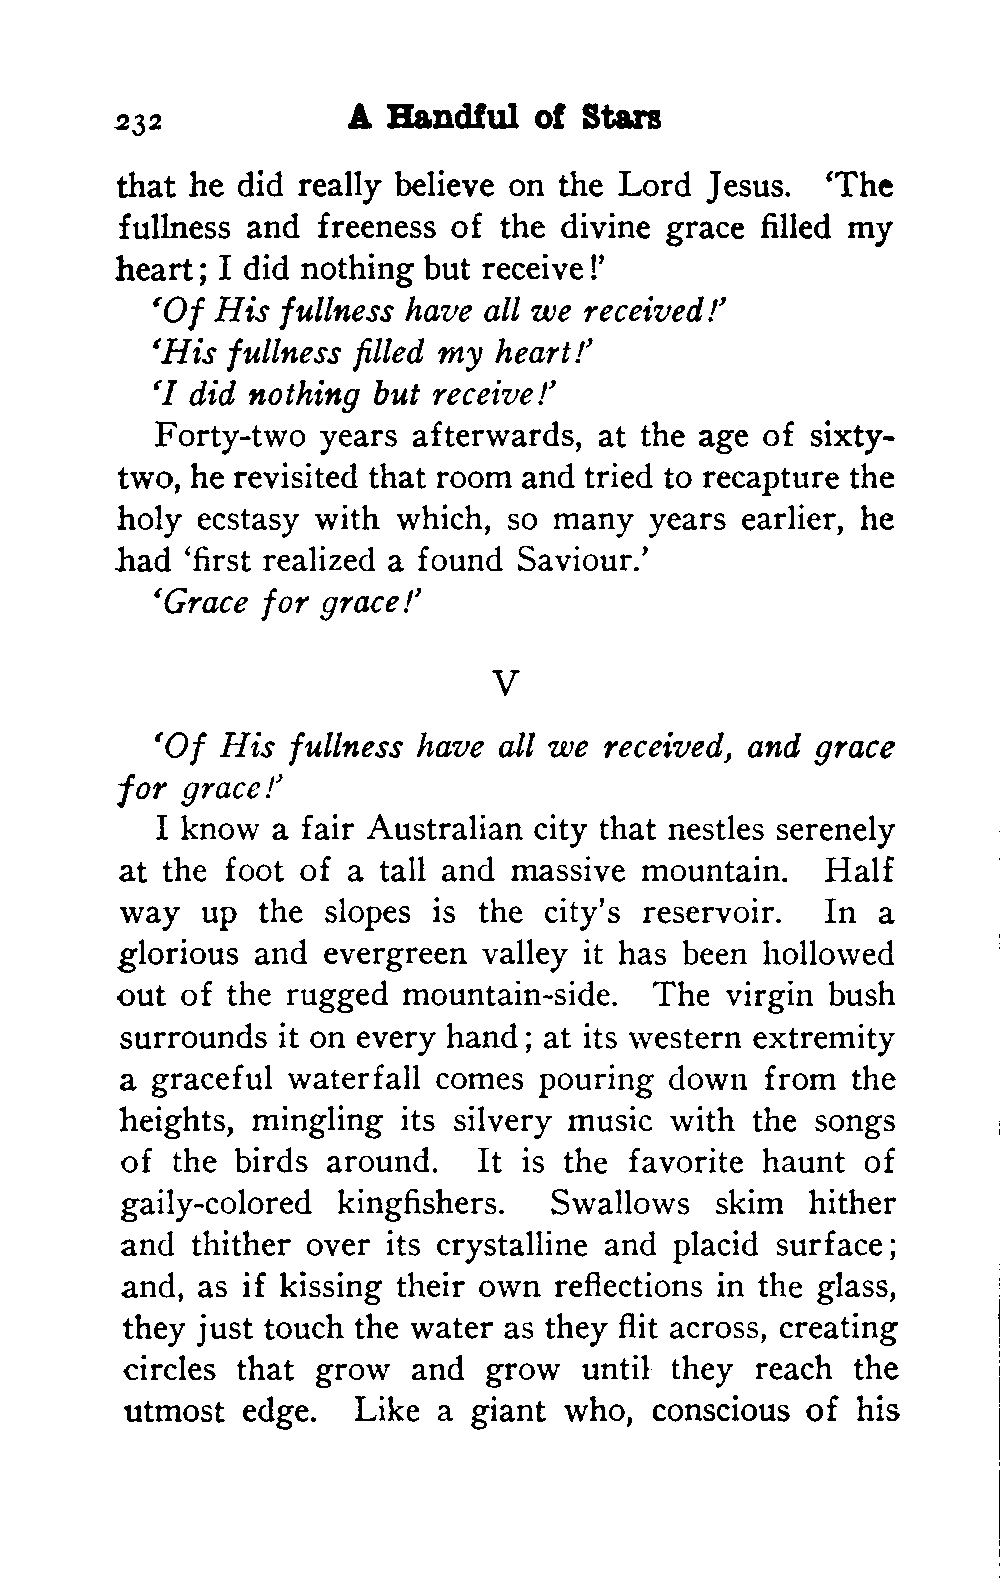 232 A Handful of Stars
that he did really believe on the Lord Jesus. ‘The
fullness and freeness of the divine grace filled my
heart; I did nothing but receive!’
‘Of His fullness have all we received!’
‘His fullness filled my heart!’
‘I did nothing but receive!’
Forty-two years afterwards, at the age of sixty-
two, he revisited that room and tried to recapture the
holy ecstasy with which, so many years earlier, he
had ‘first realized a found Saviour.’
‘Grace for grace!’
V
‘Of His fullness have all we received, and grace
for grace!’
I know a fair Australian city that nestles serenely
at the foot of a tall and massive mountain. Half
way up the slopes is the city’s reservoir. In a
glorious and evergreen valley it has been hollowed
out of the rugged mountain-side. The virgin bush
surrounds it on every hand; at its western extremity
a graceful waterfall comes pouring down from the
heights, mingling its silvery music with the songs
of the birds around. It is the favorite haunt of
gaily-colored kingfishers. Swallows skim hither
and thither over its crystalline and placid surface;
and, as if kissing their own reflections in the glass,
they just touch the water as they flit across, creating
circles that grow and grow until they reach the
utmost edge. Like a giant who, conscious of his